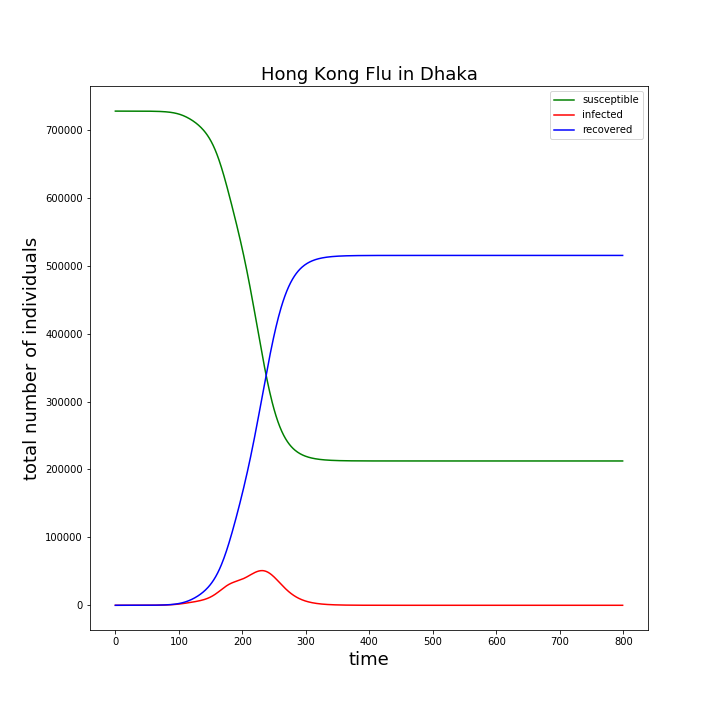 Hong Kong Flu in Dhaka
susceptible
infected
recovered
total number of individuals
700000
600000
500000
400000
300000
200000
100000
0
0 100 200 300 400 500 600 700 800
time